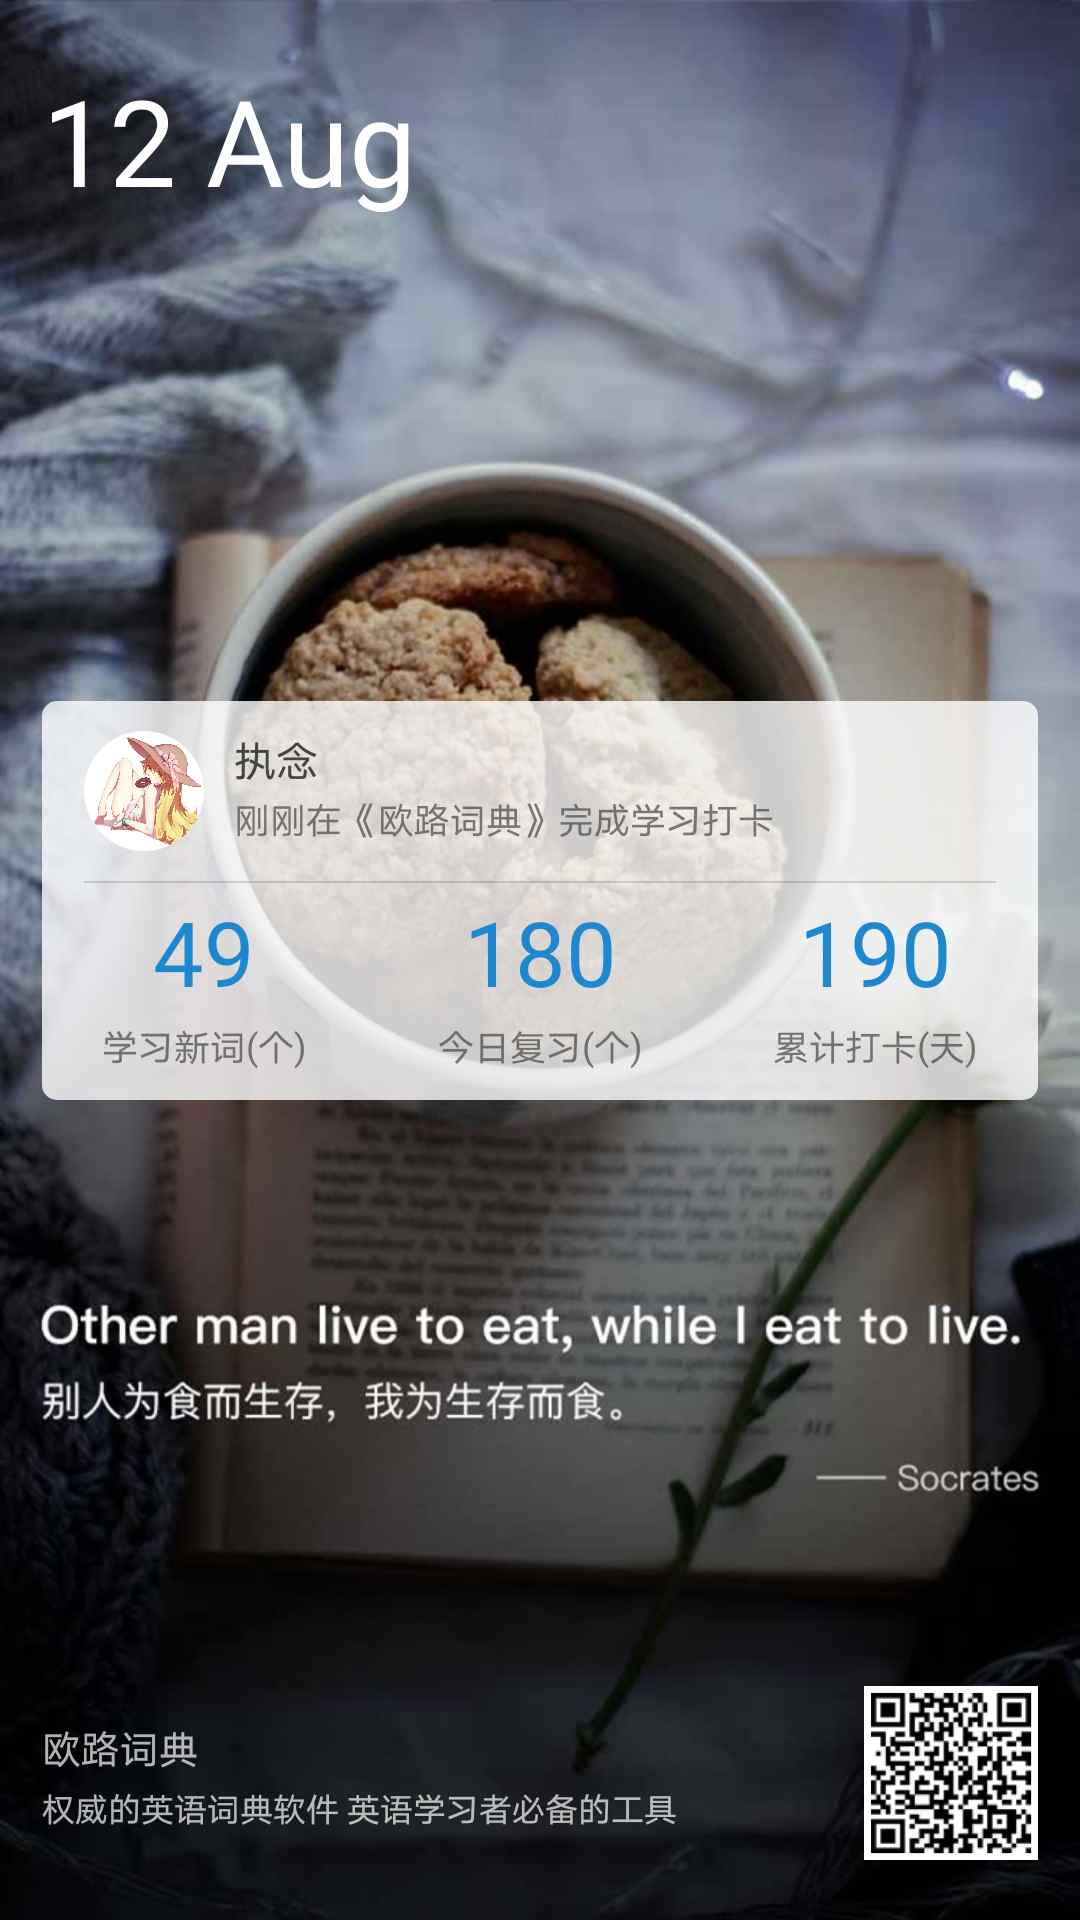 12 Aug
执念
刚刚在《欧路词典》完成学习打卡
49 180 190
学习新词(个) 今日复习(个) 累计打卡(天)
Other man live to eat, while I eat to live.
别人为食而生存，我为生存而食。
—— Socrates
欧路词典
权威的英语词典软件 英语学习者必备的工具